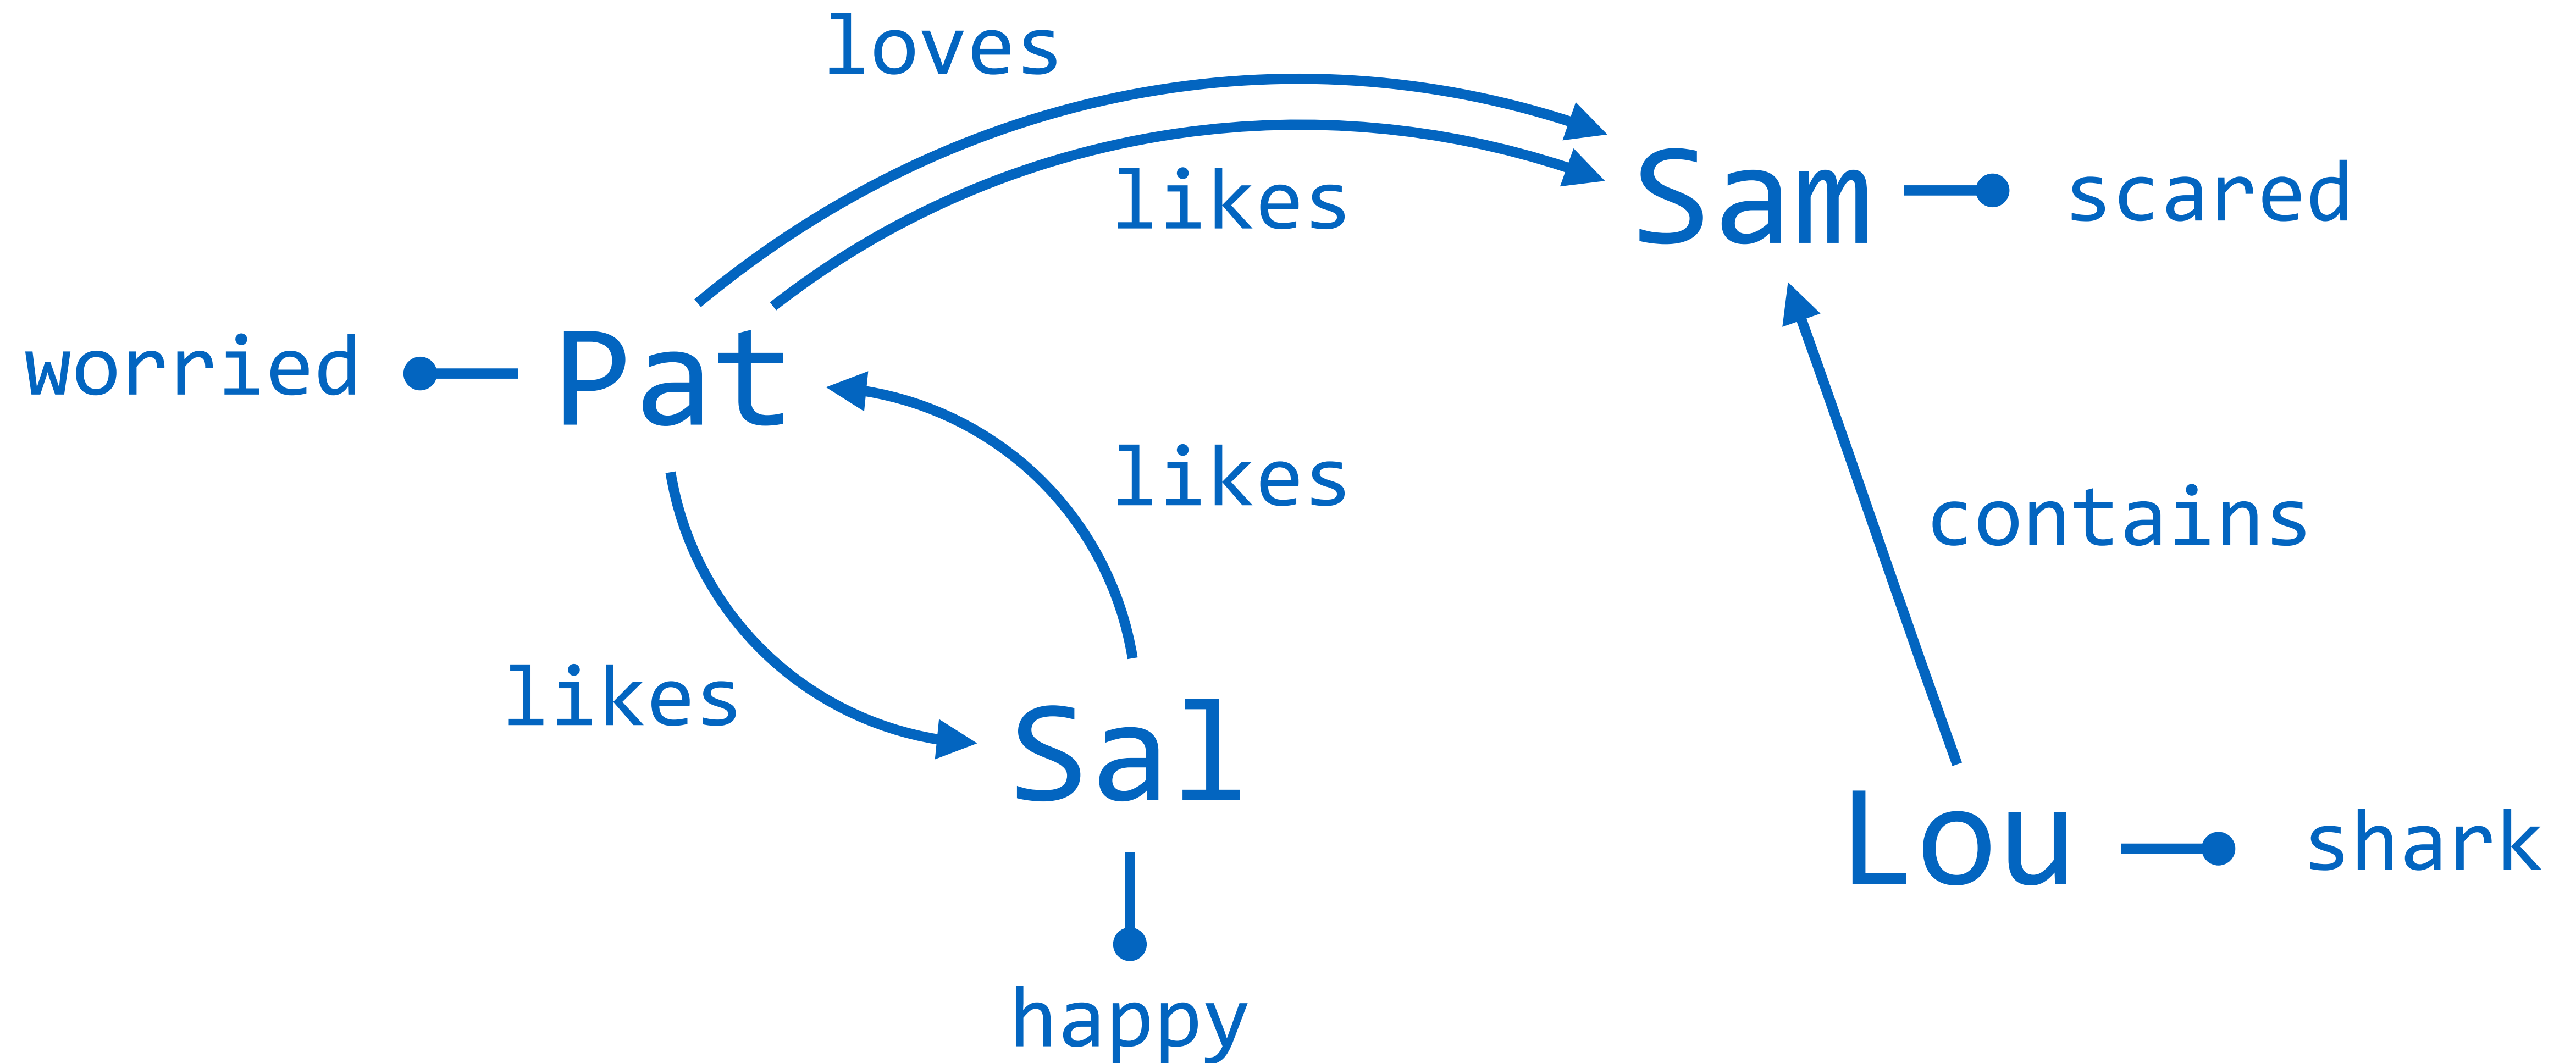 loves
likes
Sam
scared
worried
Pat
likes
contains
likes
Sal
Lou
shark
happy